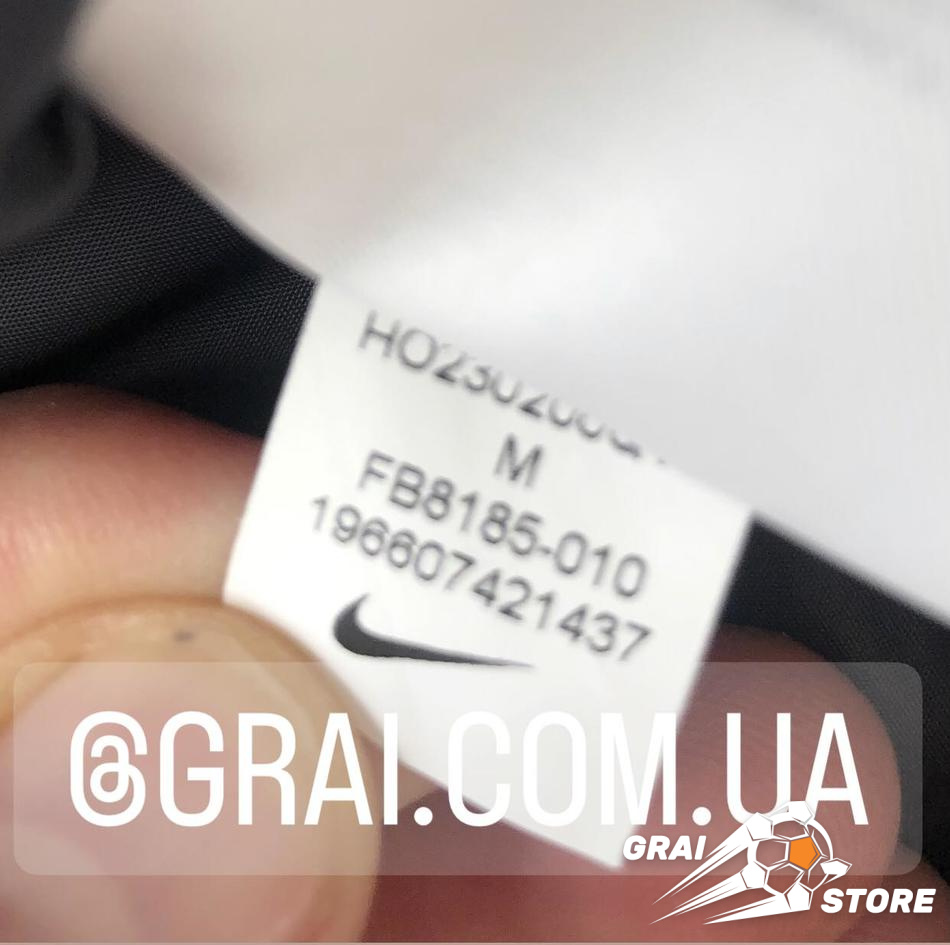 M
FB8185-010
196607421437
@GRAI.COM.UA
GRAI
STORE